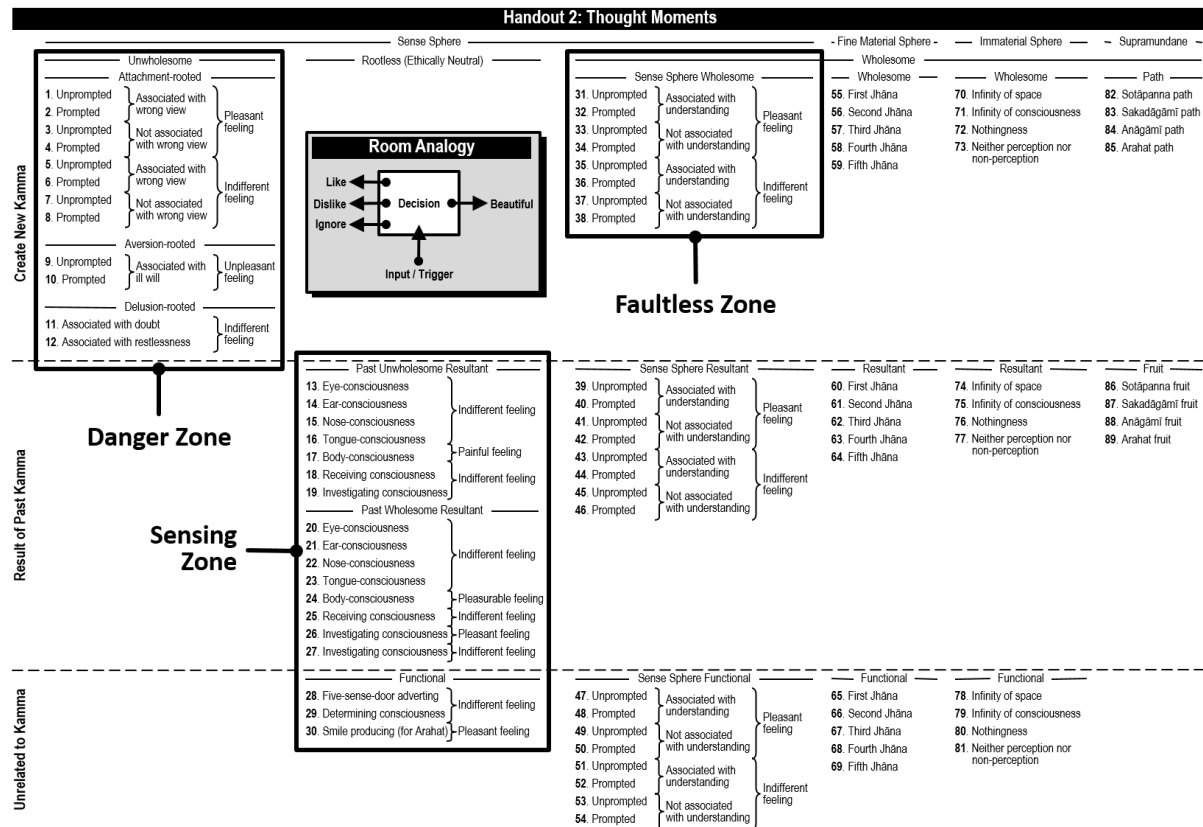 Handout 2: Thought Moments
Sense Sphere
Fine Material Sphere
Immaterial Sphere
Supramundane
Create New Kamma
Unwholesome
Attachment-rooted
1. Unprompted
2. Prompted
Associated with
wrong view
3. Unprompted
4. Prompted
Not associated
with wrong view
Pleasant
feeling
5. Unprompted
6. Prompted
Associated with
wrong view
7. Unprompted
8. Prompted
Not associated
with wrong view
Indifferent
feeling
Aversion-rooted
9. Unprompted
10. Prompted
Associated with
ill will
Unpleasant
feeling
Delusion-rooted
11. Associated with doubt
12. Associated with restlessness
Indifferent
feeling
Danger Zone
Rootless (Ethically Neutral)
Room Analogy
Like
Dislike
Ignore
Decision
Beautiful
Input / Trigger
Wholesome
Sense Sphere Wholesome
31. Unprompted
32. Prompted
Associated with
understanding
33. Unprompted
34. Prompted
Not associated
with understanding
Pleasant
feeling
35. Unprompted
36. Prompted
Associated with
understanding
37. Unprompted
38. Prompted
Not associated
with understanding
Indifferent
feeling
Faultless Zone
Wholesome
55. First Jhāna
56. Second Jhāna
57. Third Jhāna
58. Fourth Jhāna
59. Fifth Jhāna
Wholesome
70. Infinity of space
71. Infinity of consciousness
72. Nothingness
73. Neither perception nor
non-perception
Path
82. Sotāpanna path
83. Sakadāgāmī path
84. Anāgāmī path
85. Arahat path
Result of Past Kamma
Sensing
Zone
Past Unwholesome Resultant
13. Eye-consciousness
14. Ear-consciousness
15. Nose-consciousness
16. Tongue-consciousness
Indifferent feeling
17. Body-consciousness
Painful feeling
18. Receiving consciousness
19. Investigating consciousness
Indifferent feeling
Past Wholesome Resultant
20. Eye-consciousness
21. Ear-consciousness
22. Nose-consciousness
23. Tongue-consciousness
Indifferent feeling
24. Body-consciousness
Pleasurable feeling
25. Receiving consciousness
Indifferent feeling
26. Investigating consciousness
Pleasant feeling
27. Investigating consciousness
Indifferent feeling
Sense Sphere Resultant
39. Unprompted
40. Prompted
Associated with
understanding
41. Unprompted
42. Prompted
Not associated
with understanding
Pleasant
feeling
43. Unprompted
44. Prompted
Associated with
understanding
45. Unprompted
46. Prompted
Not associated
with understanding
Indifferent
feeling
Resultant
60. First Jhāna
61. Second Jhāna
62. Third Jhāna
63. Fourth Jhāna
64. Fifth Jhāna
Resultant
74. Infinity of space
75. Infinity of consciousness
76. Nothingness
77. Neither perception nor
non-perception
Fruit
86. Sotāpanna fruit
87. Sakadāgāmī fruit
88. Anāgāmī fruit
89. Arahat fruit
Unrelated to Kamma
Functional
28. Five-sense-door adverting
29. Determining consciousness
Indifferent feeling
30. Smile producing (for Arahat)
Pleasant feeling
Sense Sphere Functional
47. Unprompted
48. Prompted
Associated with
understanding
49. Unprompted
50. Prompted
Not associated
with understanding
Pleasant
feeling
51. Unprompted
52. Prompted
Associated with
understanding
53. Unprompted
54. Prompted
Not associated
with understanding
Indifferent
feeling
Functional
65. First Jhāna
66. Second Jhāna
67. Third Jhāna
68. Fourth Jhāna
69. Fifth Jhāna
Functional
78. Infinity of space
79. Infinity of consciousness
80. Nothingness
81. Neither perception nor
non-perception